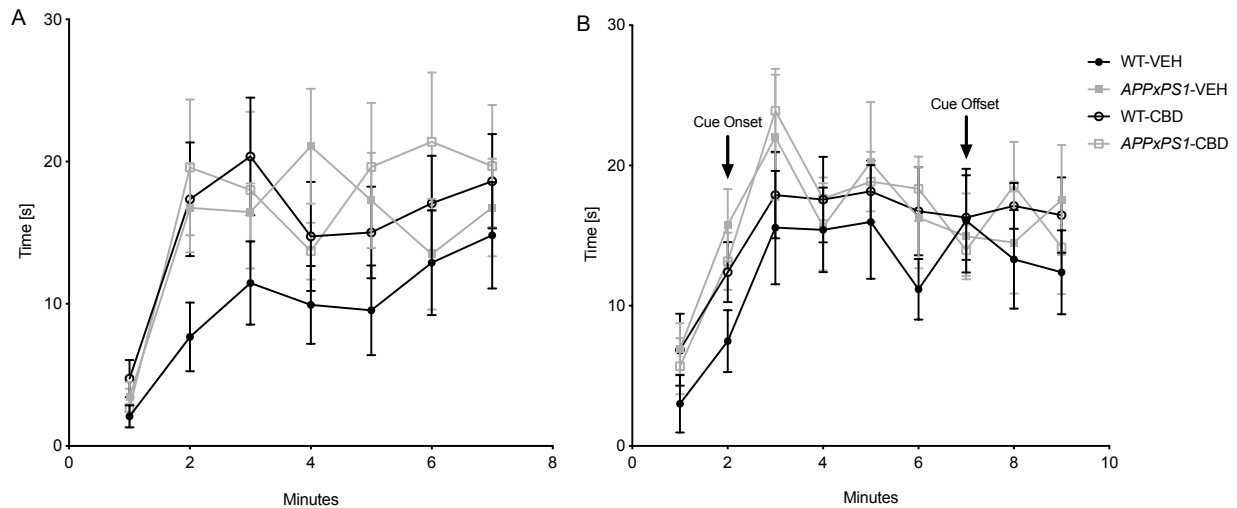 A
30
20
10
0
Time [s]
0 2 4 6 8
Minutes
B
30
20
10
0
Time [s]
0 2 4 6 8 10
Minutes
Cue Onset
Cue Offset
WT-VEH
APPxPS1-VEH
WT-CBD
APPxPS1-CBD